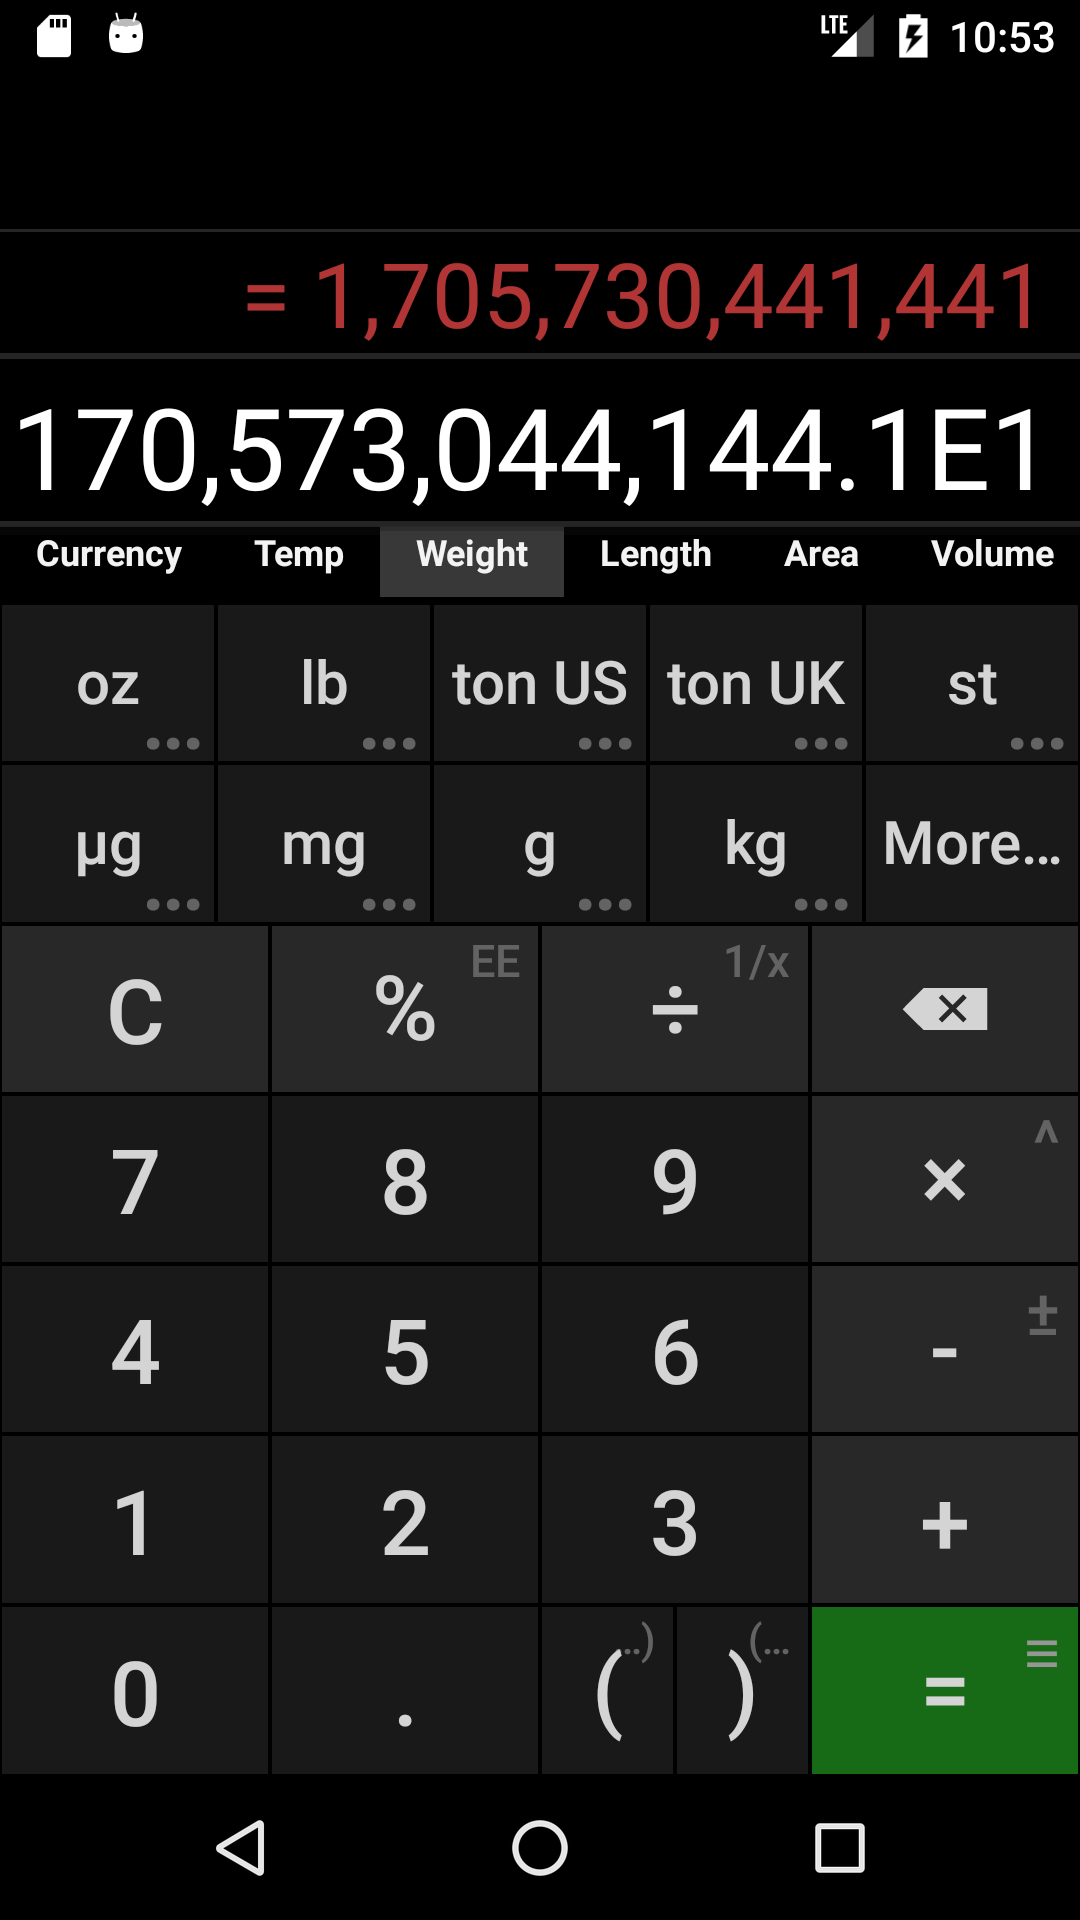 LTE 10:53
= 1,705,730,441,441
170,573,044,144.1E1
Currency Temp Weight Length Area Volume
oz lb ton US ton UK st
µg mg g kg More...
C % EE ÷ 1/x
7 8 9 × ^
4 5 6 - ±
1 2 3 +
0 . ( ..) ) (... =